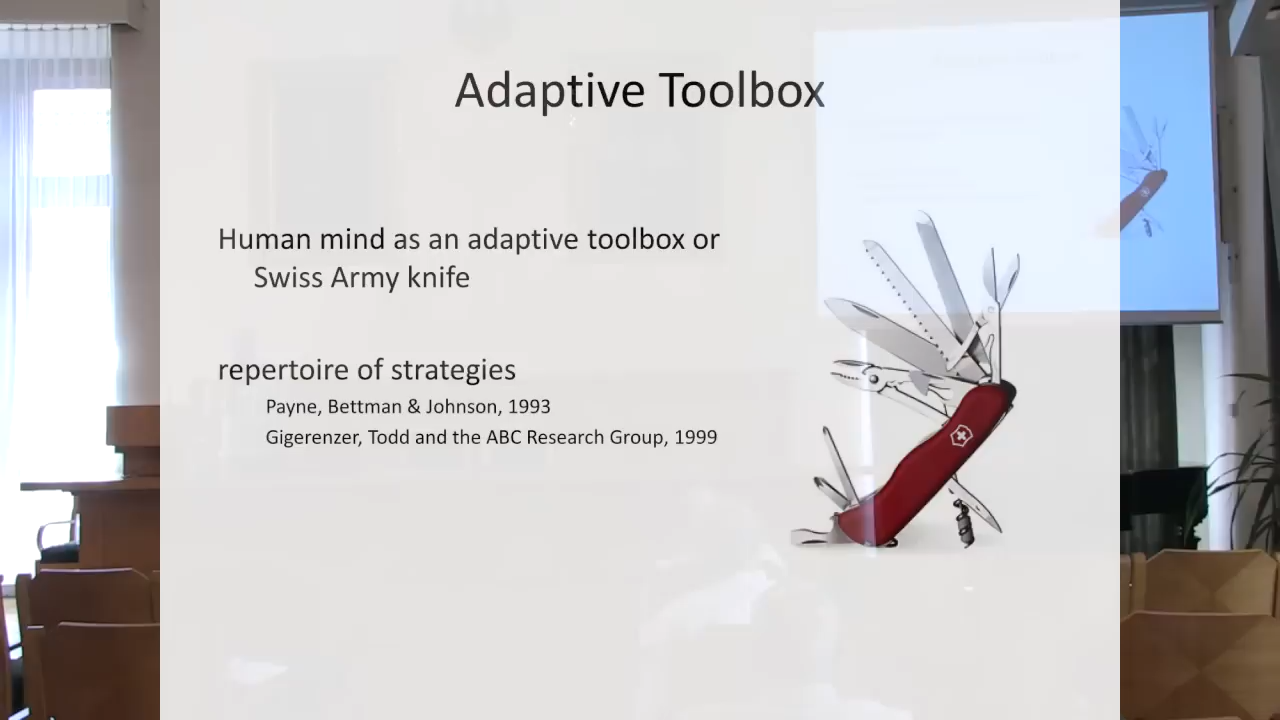 Adaptive Toolbox
Human mind as an adaptive toolbox or
Swiss Army knife
repertoire of strategies
Payne, Bettman & Johnson, 1993
Gigerenzer, Todd and the ABC Research Group, 1999